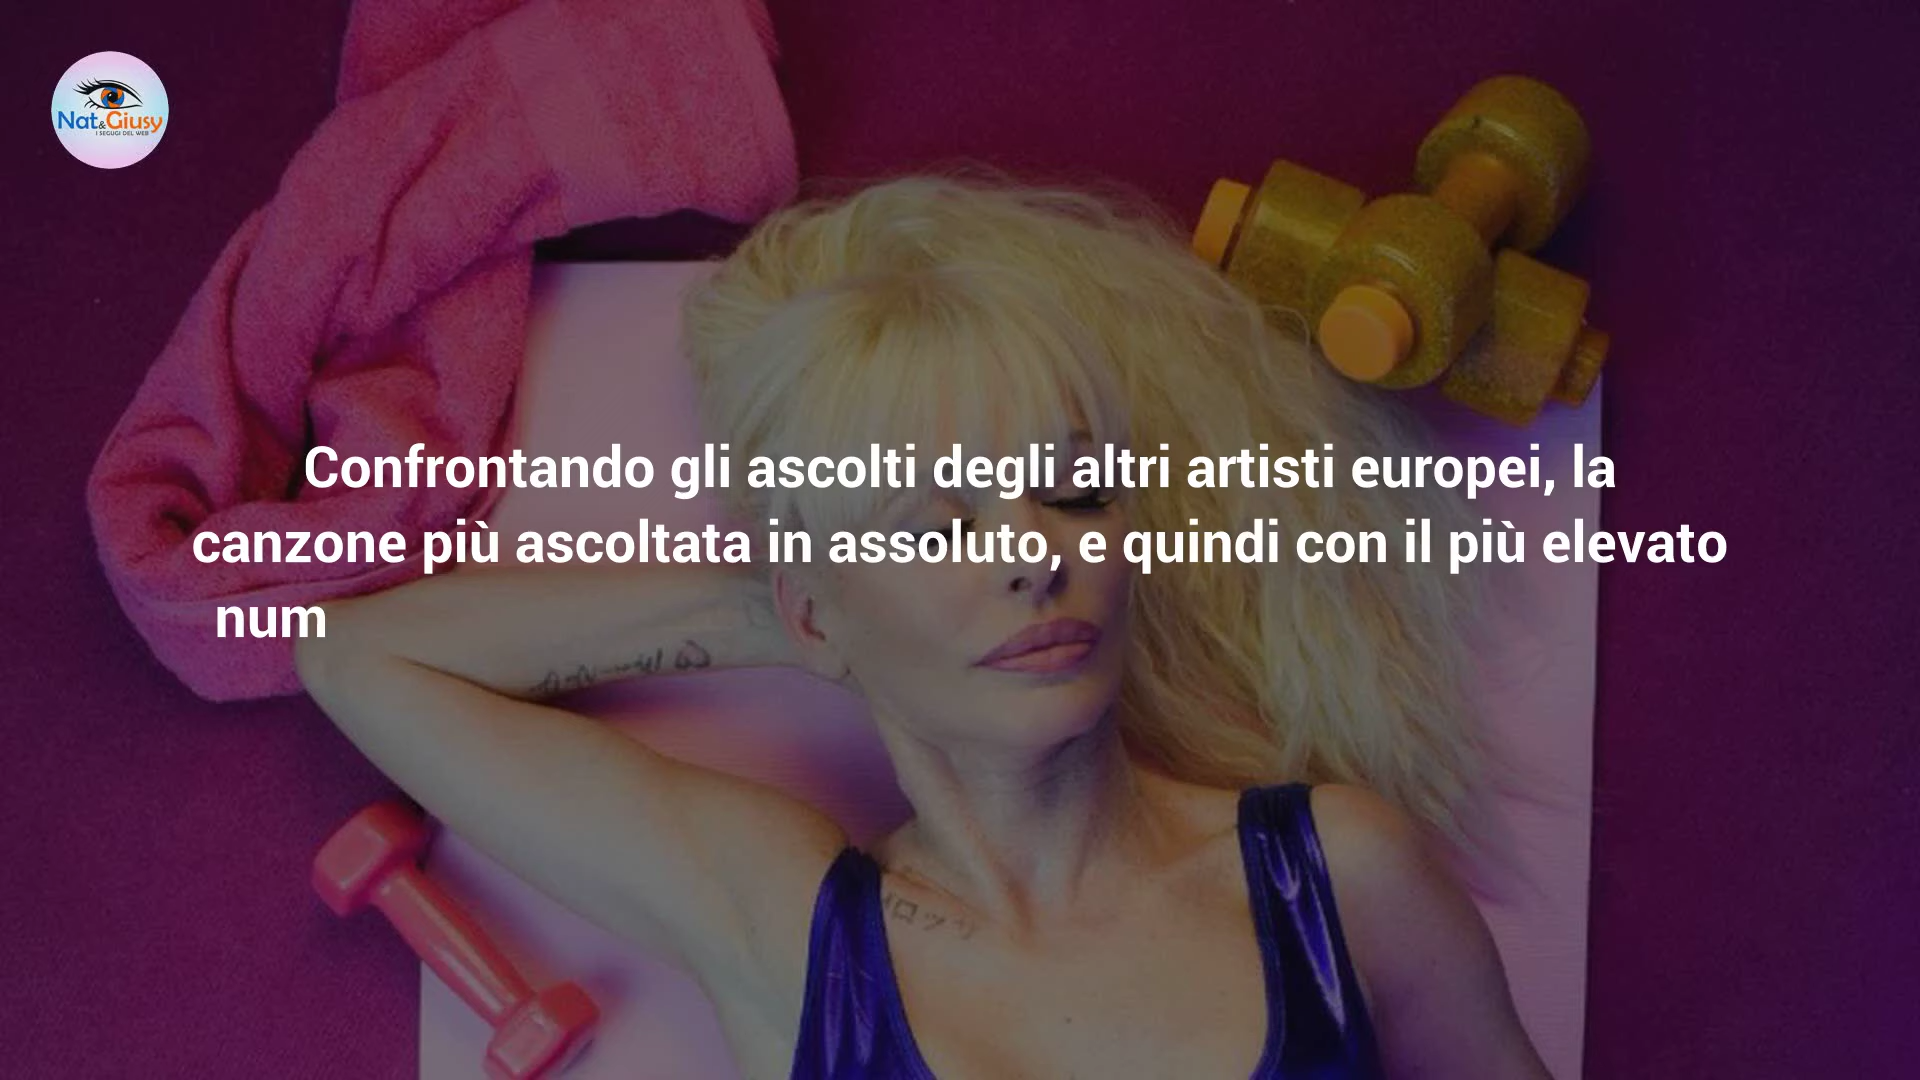 Nat&Giusy
I SEGUGI DEL WEB
Confrontando gli ascolti degli altri artisti europei, la
canzone più ascoltata in assoluto, e quindi con il più elevato
num